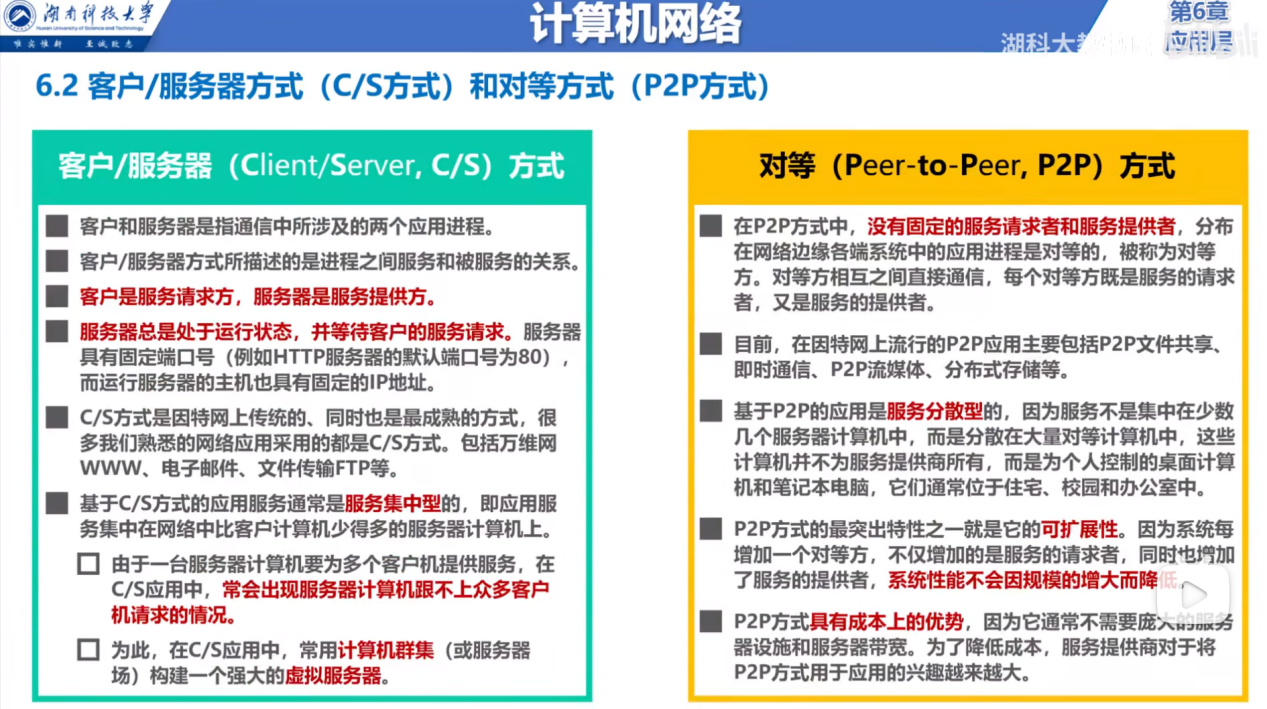 湖南科技大学
Hunan University of Science and Technology
唯实惟新 至诚致志
计算机网络
第6章
应用层
湖科大教
bili
6.2 客户/服务器方式（C/S方式）和对等方式（P2P方式）
客户/服务器（Client/Server, C/S）方式
客户和服务器是指通信中所涉及的两个应用进程。
客户/服务器方式所描述的是进程之间服务和被服务的关系。
客户是服务请求方，服务器是服务提供方。
服务器总是处于运行状态，并等待客户的服务请求。服务器
具有固定端口号（例如HTTP服务器的默认端口号为80），
而运行服务器的主机也具有固定的IP地址。
C/S方式是因特网上传统的、同时也是最成熟的方式，很
多我们熟悉的网络应用采用的都是C/S方式。包括万维网
WWW、电子邮件、文件传输FTP等。
基于C/S方式的应用服务通常是服务集中型的，即应用服
务集中在网络中比客户计算机少得多的服务器计算机上。
由于一台服务器计算机要为多个客户机提供服务，在
C/S应用中，常会出现服务器计算机跟不上众多客户
机请求的情况。
为此，在C/S应用中，常用计算机群集（或服务器
场）构建一个强大的虚拟服务器。
对等（Peer-to-Peer, P2P）方式
在P2P方式中，没有固定的服务请求者和服务提供者，分布
在网络边缘各端系统中的应用进程是对等的，被称为对等
方。对等方相互之间直接通信，每个对等方既是服务的请求
者，又是服务的提供者。
目前，在因特网上流行的P2P应用主要包括P2P文件共享、
即时通信、P2P流媒体、分布式存储等。
基于P2P的应用是服务分散型的，因为服务不是集中在少数
几个服务器计算机中，而是分散在大量对等计算机中，这些
计算机并不为服务提供商所有，而是为个人控制的桌面计算
机和笔记本电脑，它们通常位于住宅、校园和办公室中。
P2P方式的最突出特性之一就是它的可扩展性。因为系统每
增加一个对等方，不仅增加的是服务的请求者，同时也增加
了服务的提供者，系统性能不会因规模的增大而降低。
P2P方式具有成本上的优势，因为它通常不需要庞大的服务
器设施和服务器带宽。为了降低成本，服务提供商对于将
P2P方式用于应用的兴趣越来越大。